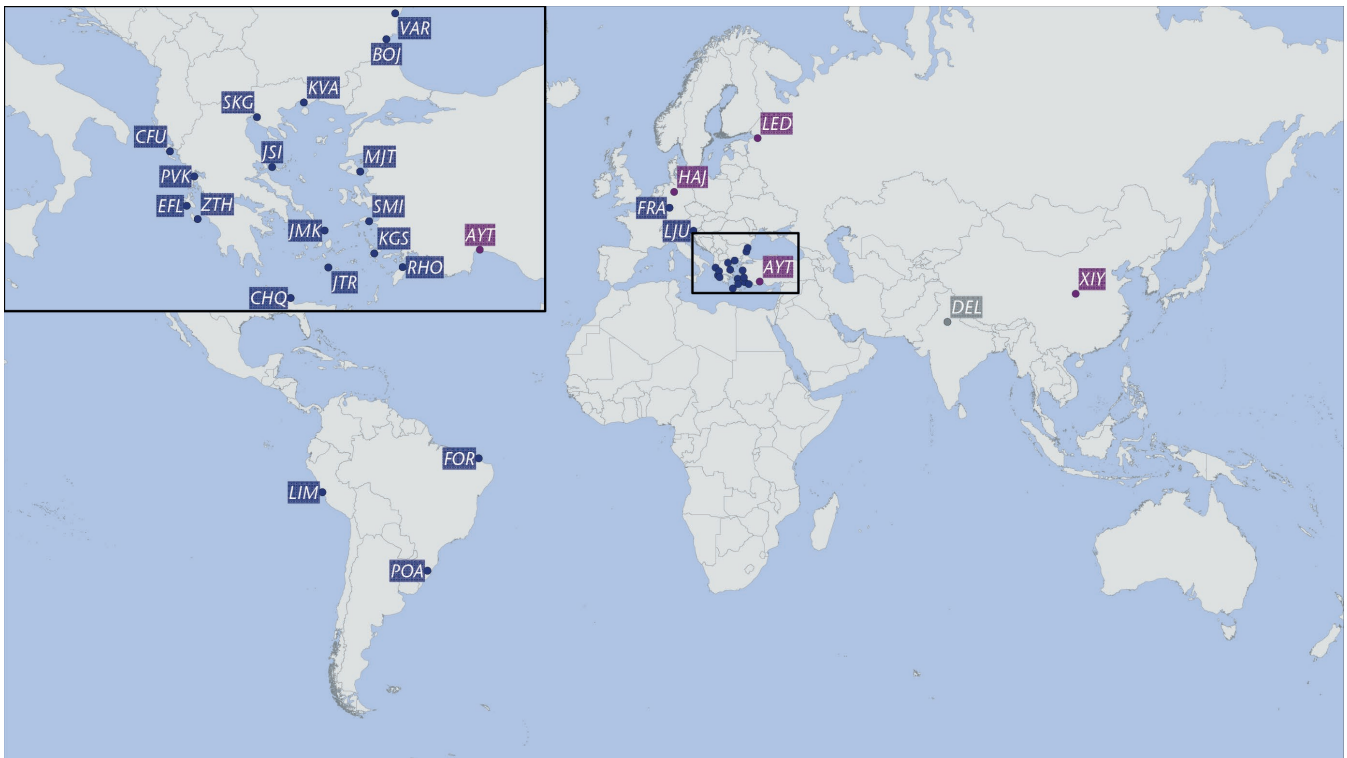 VAR
BOJ
KVA
SKG
CFU
JSI
MJT
PVK
EFL
ZTH
SMI
JMK
KGS
AYT
RHO
JTR
CHQ
LED
HAJ
FRA
LJU
AYT
XIY
DEL
FOR
LIM
POA